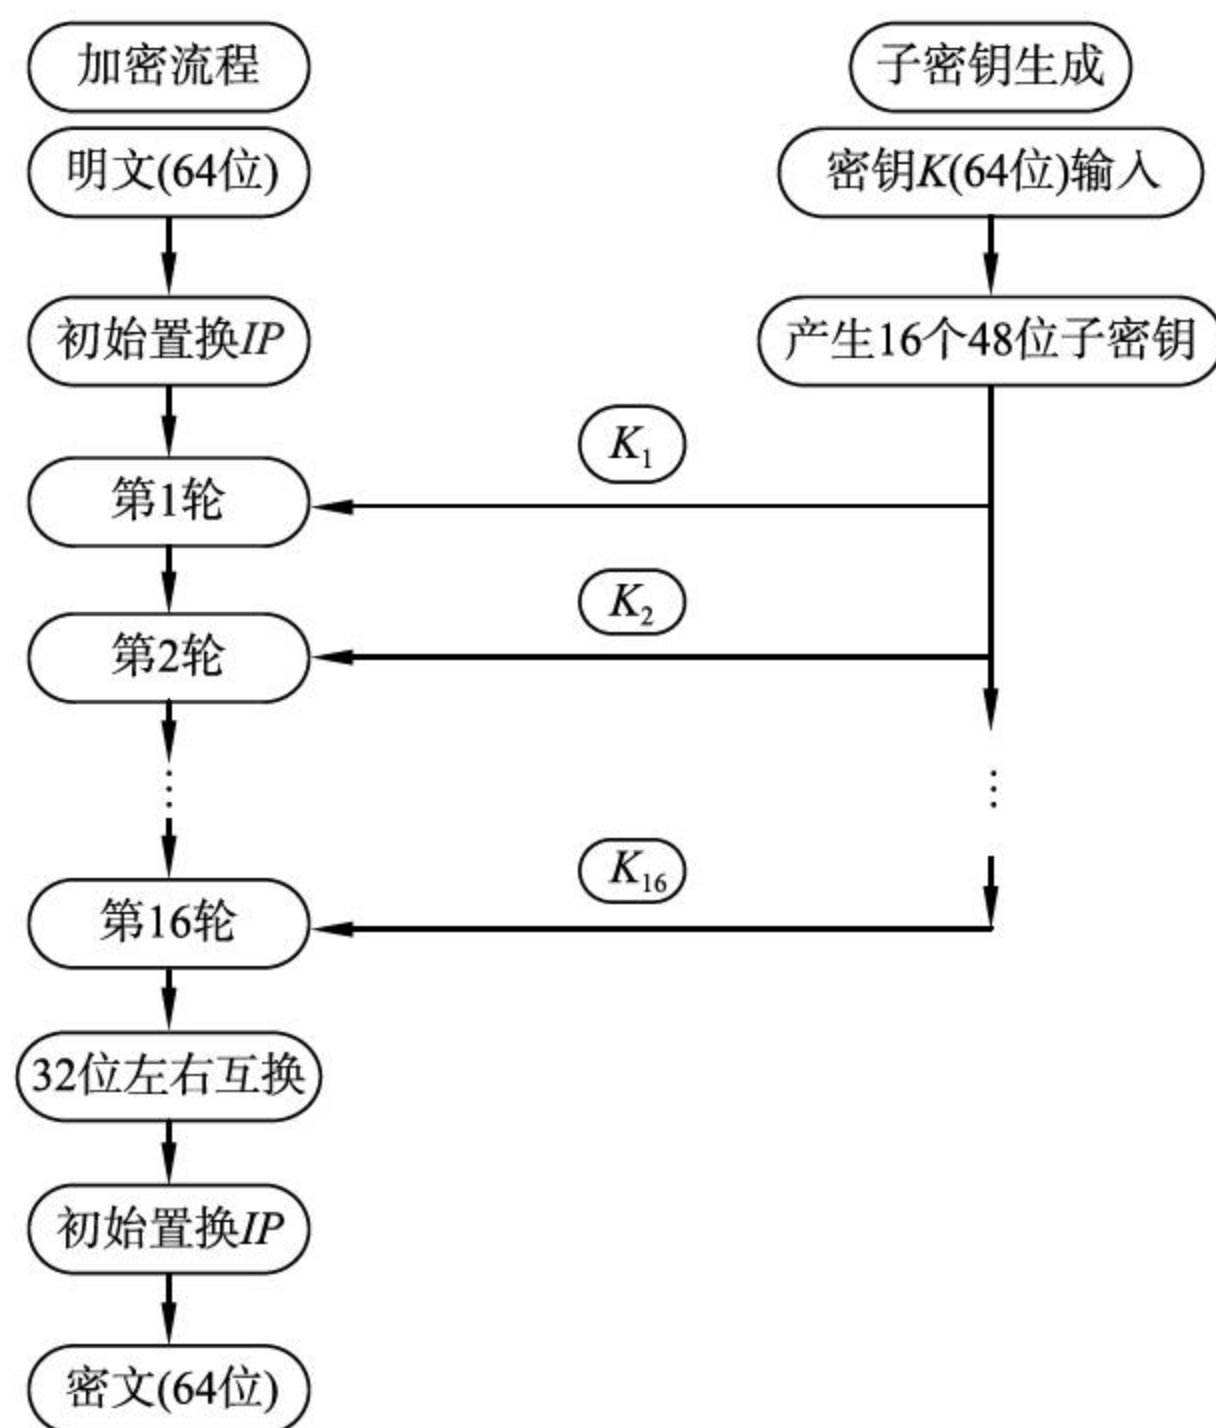 加密流程
子密钥生成
明文(64位)
密钥K(64位)输入
初始置换IP
产生16个48位子密钥
K₁
第1轮
K₂
第2轮
⋮
⋮
K₁₆
第16轮
32位左右互换
初始置换IP
密文(64位)